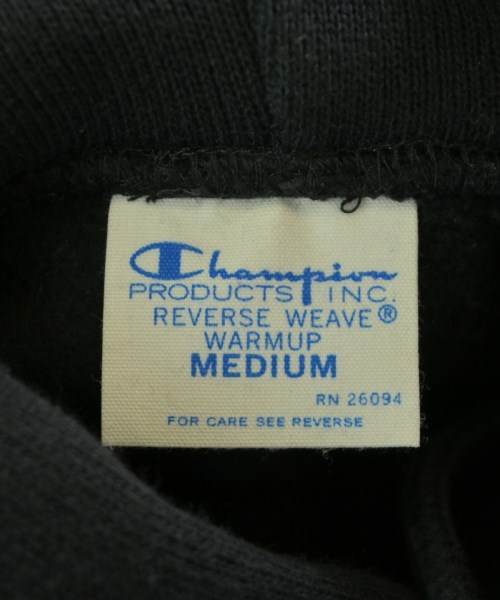 Champion
PRODUCTS INC.
REVERSE WEAVE®
WARMUP
MEDIUM
RN 26094
FOR CARE SEE REVERSE